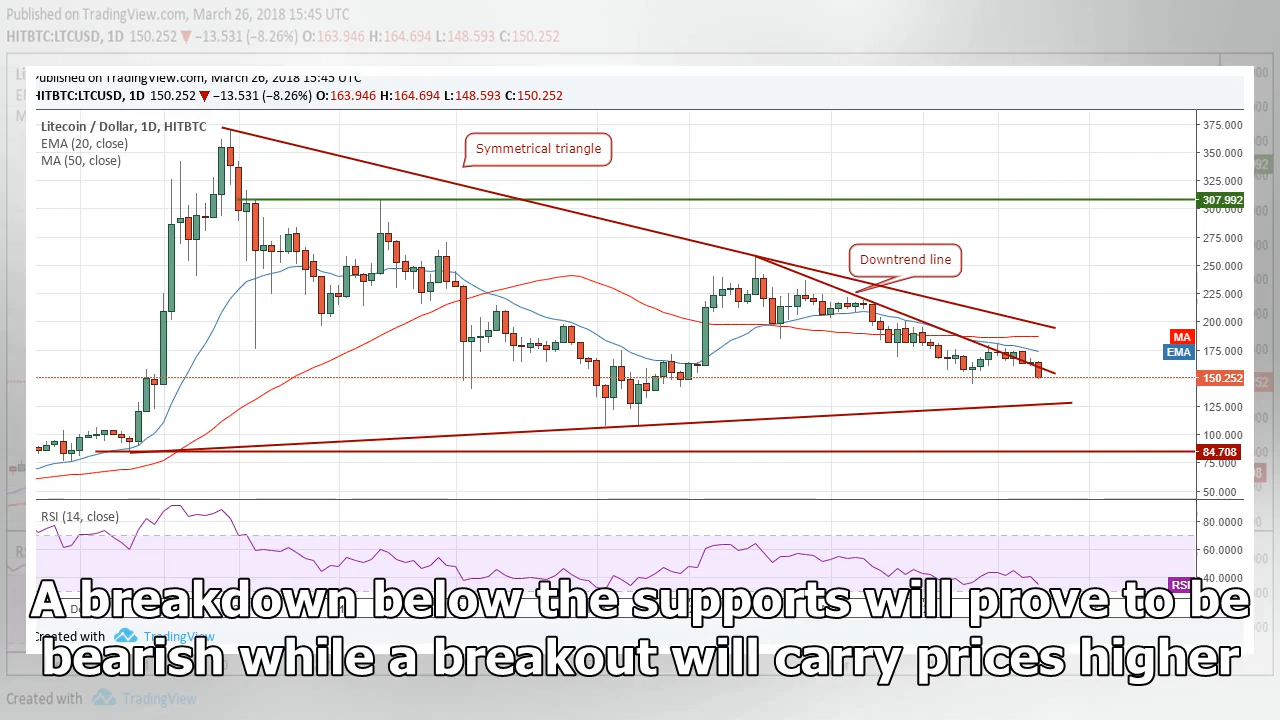 Published on TradingView.com, March 26, 2018 15:45 UTC
HITBTC:LTCUSD, 1D 150.252 ▼ −13.531 (−8.26%) O:163.946 H:164.694 L:148.593 C:150.252
Published on TradingView.com, March 26, 2018 15:45 UTC
HITBTC:LTCUSD, 1D 150.252 ▼ −13.531 (−8.26%) O:163.946 H:164.694 L:148.593 C:150.252
Litecoin / Dollar, 1D, HITBTC
EMA (20, close)
MA (50, close)
Symmetrical triangle
Downtrend line
375.000
350.000
325.000
307.992
300.000
275.000
250.000
225.000
200.000
MA
175.000
EMA
150.252
125.000
100.000
84.708
75.000
50.000
RSI (14, close)
80.0000
60.0000
40.0000
RSI
A breakdown below the supports will prove to be
bearish while a breakout will carry prices higher
Created with TradingView
Created with TradingView